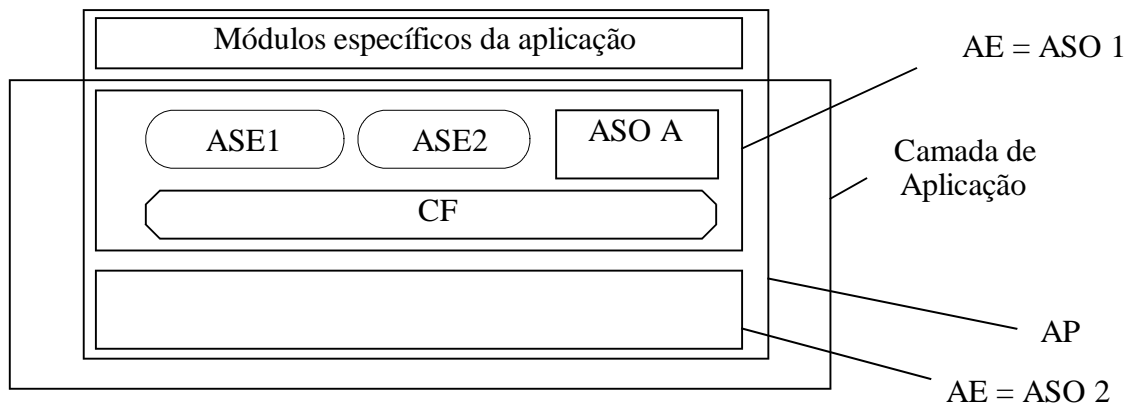 Módulos específicos da aplicação
AE = ASO 1
ASE1
ASE2
ASO A
Camada de
Aplicação
CF
AP
AE = ASO 2